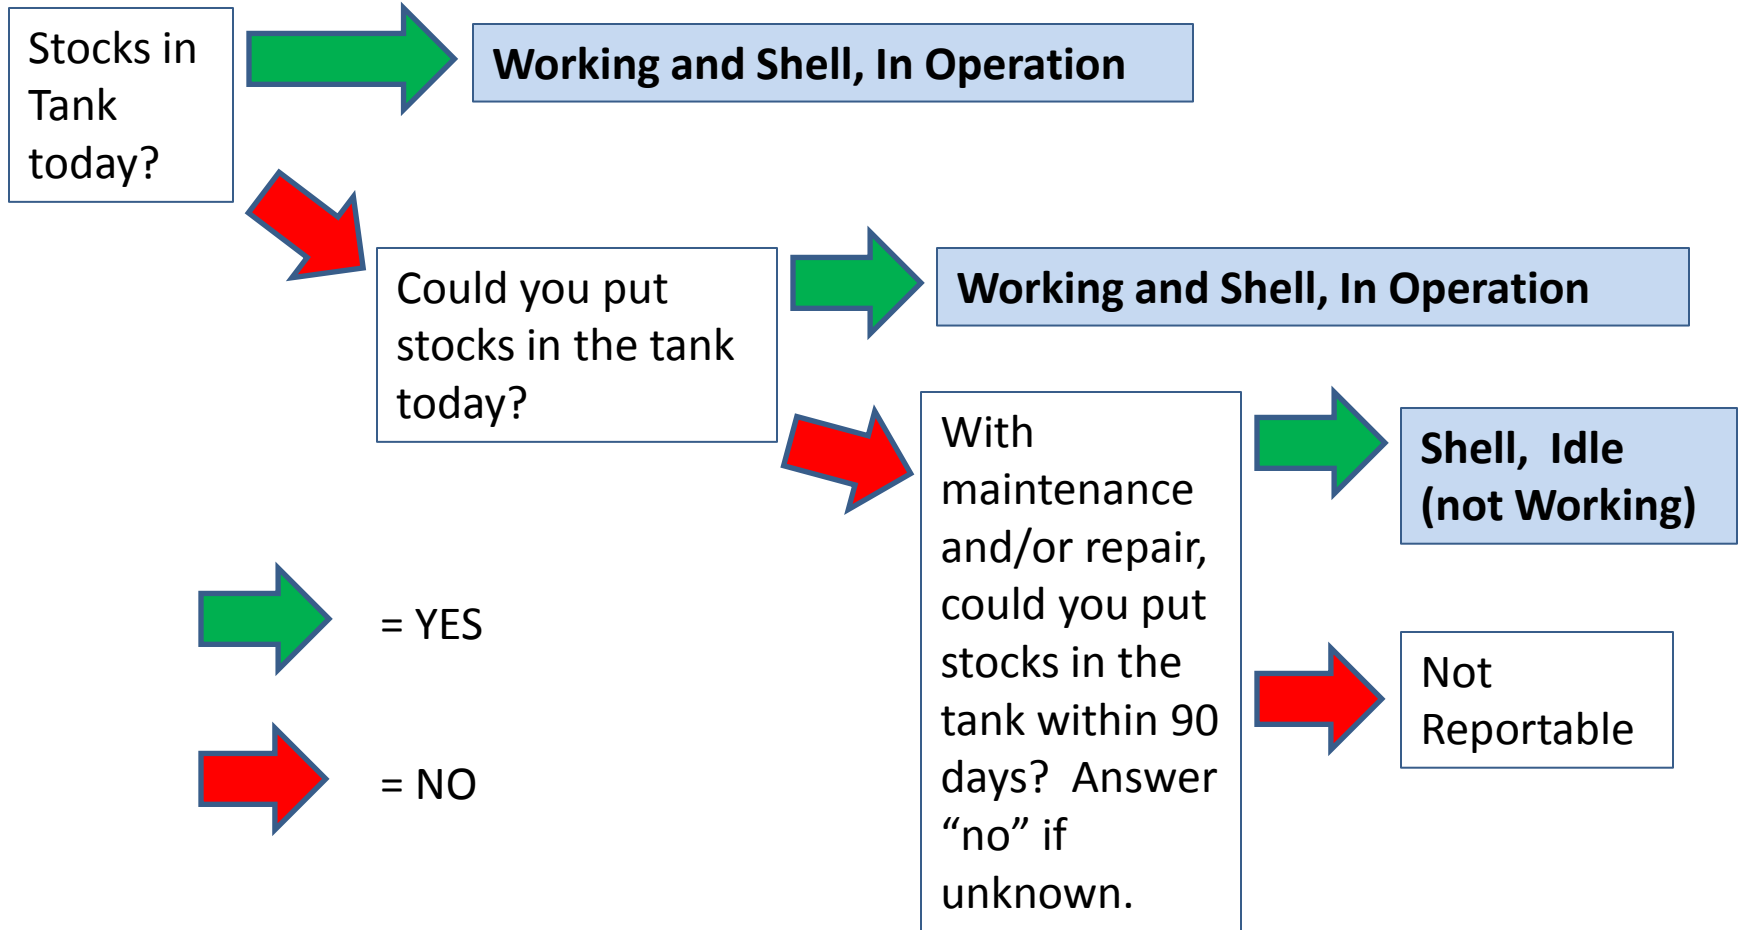 Stocks in
Tank
today?
Working and Shell, In Operation
Could you put
stocks in the tank
today?
Working and Shell, In Operation
With
maintenance
and/or repair,
could you put
stocks in the
tank within 90
days?  Answer
“no” if
unknown.
Shell,  Idle
(not Working)
Not
Reportable
= YES
= NO